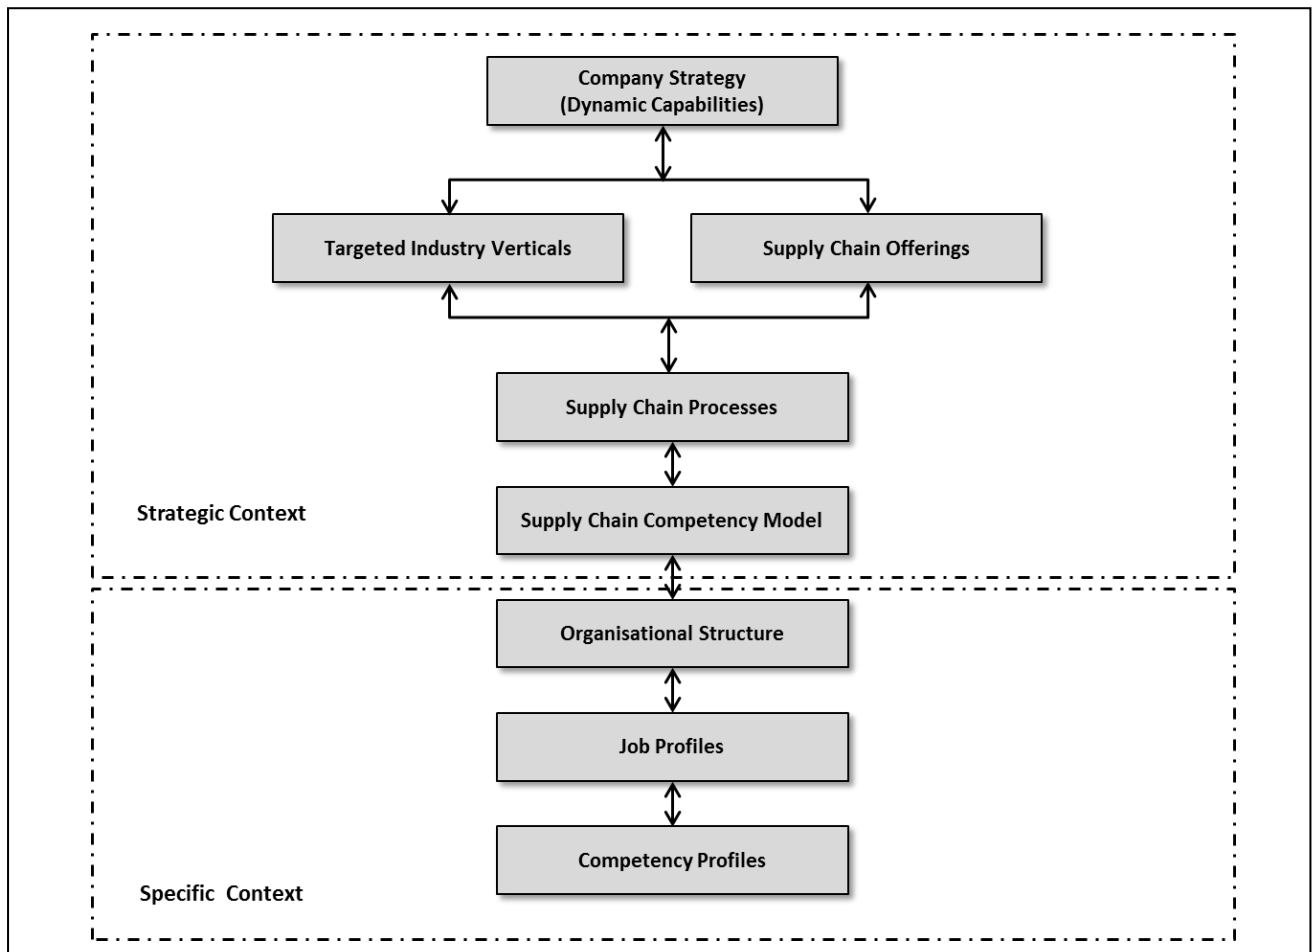 Company Strategy
(Dynamic Capabilities)
Targeted Industry Verticals
Supply Chain Offerings
Supply Chain Processes
Strategic Context
Supply Chain Competency Model
Organisational Structure
Job Profiles
Competency Profiles
Specific Context